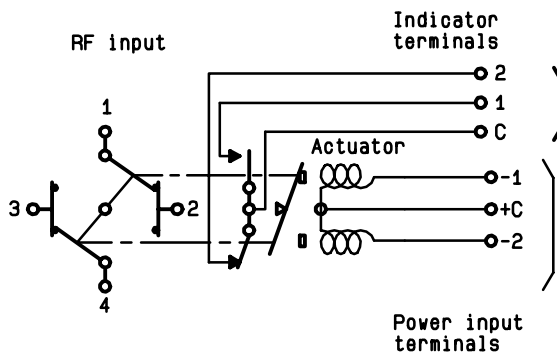 RF input
Indicator
terminals
2
1
C
1
Actuator
3
2
-1
+C
-2
4
Power input
terminals